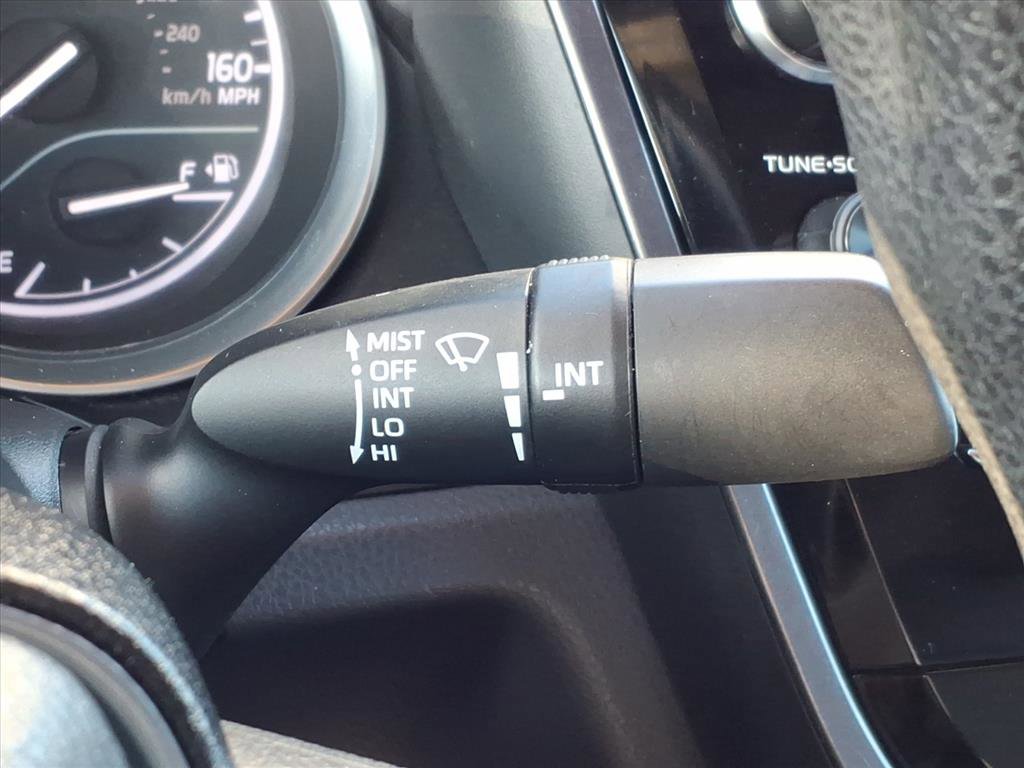 240
160
km/h MPH
F
E
TUNE•SC
MIST
OFF
INT
LO
HI
INT